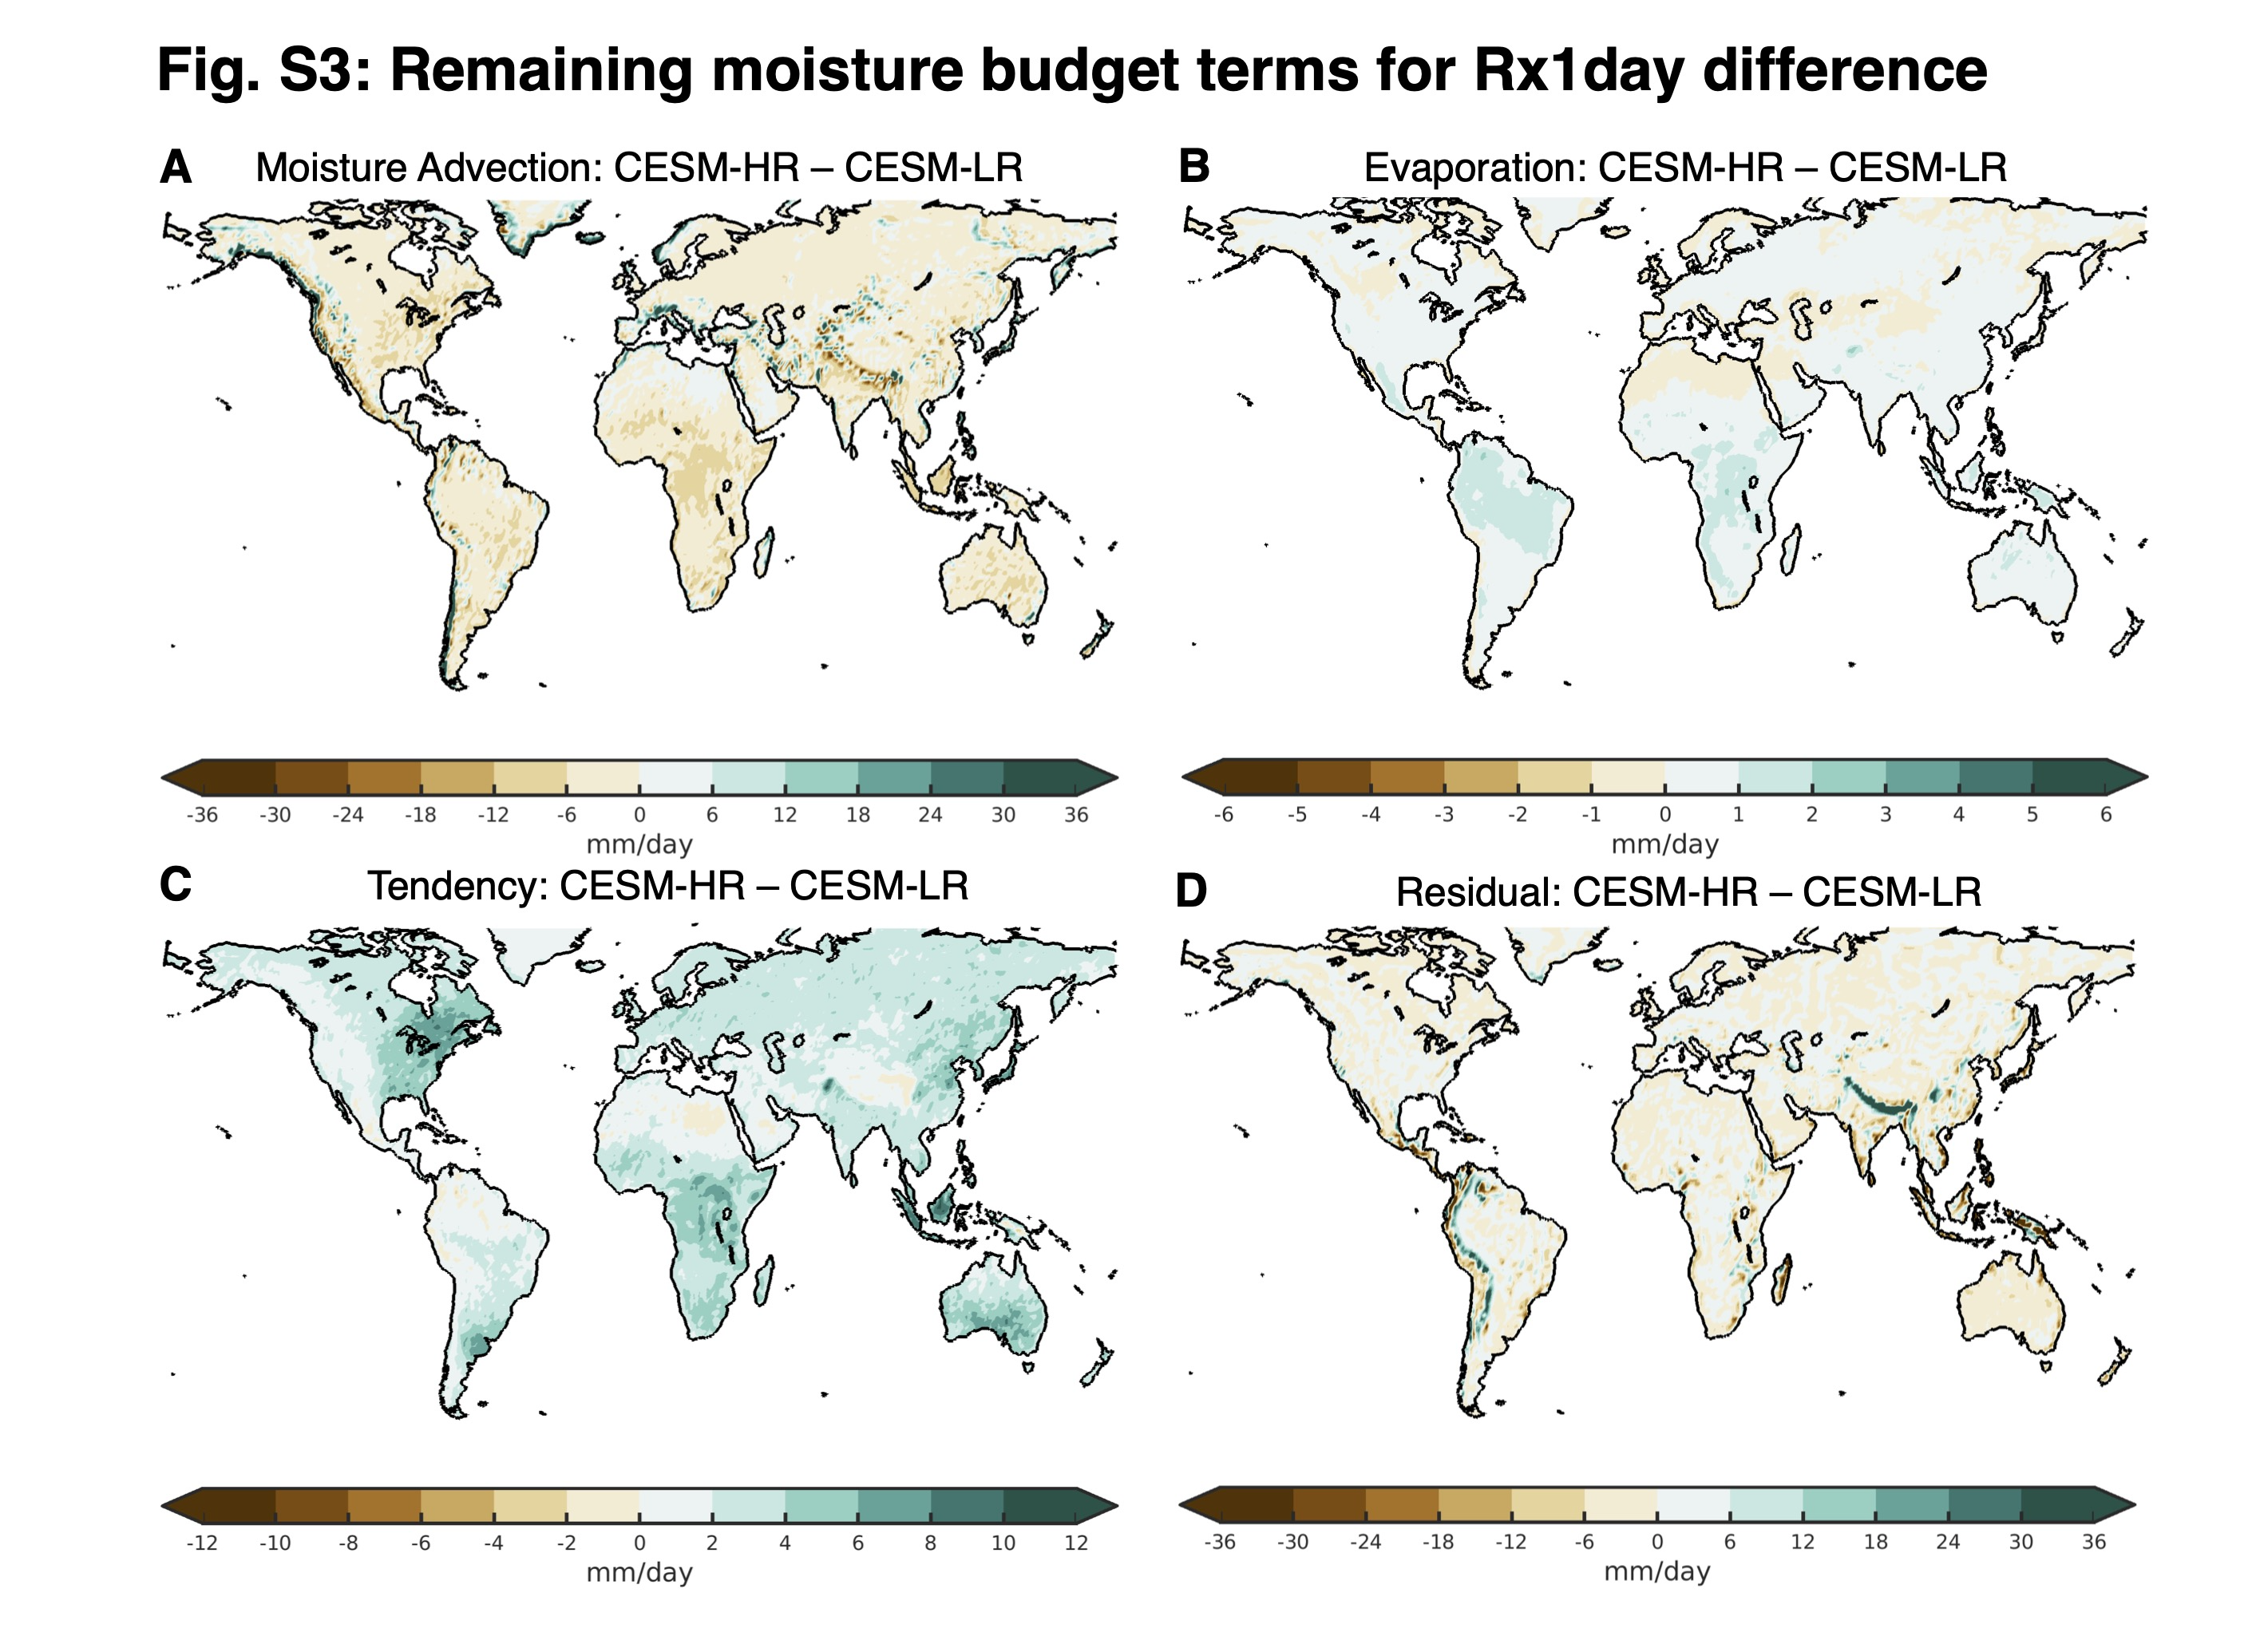 Fig. S3: Remaining moisture budget terms for Rx1day difference
A Moisture Advection: CESM-HR – CESM-LR
B Evaporation: CESM-HR – CESM-LR
-36 -30 -24 -18 -12 -6 0 6 12 18 24 30 36
mm/day
-6 -5 -4 -3 -2 -1 0 1 2 3 4 5 6
mm/day
C Tendency: CESM-HR – CESM-LR
D Residual: CESM-HR – CESM-LR
-12 -10 -8 -6 -4 -2 0 2 4 6 8 10 12
mm/day
-36 -30 -24 -18 -12 -6 0 6 12 18 24 30 36
mm/day